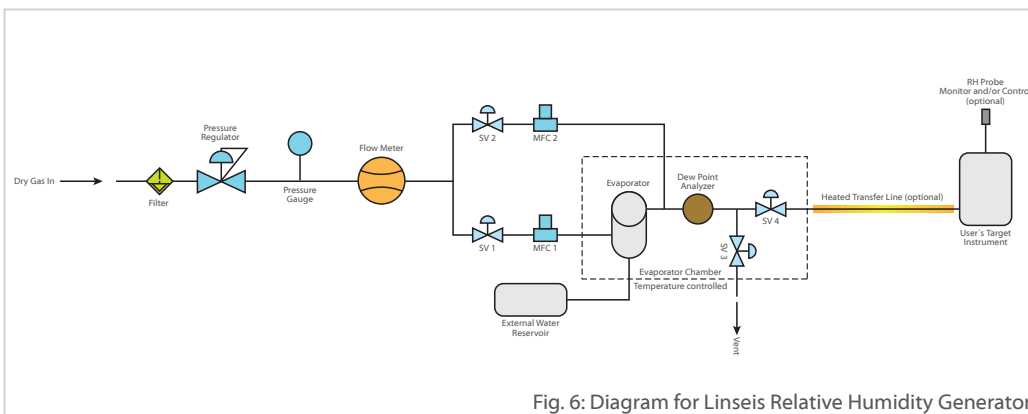 RH Probe
Monitor and/or Control
(optional)
Pressure
Regulator
Flow Meter
SV 2
MFC 2
Dry Gas In
Filter
Pressure
Gauge
Evaporator
Dew Point
Analyzer
Heated Transfer Line (optional)
SV 4
SV 1
MFC 1
SV 3
User´s Target
Instrument
Evaporator Chamber
Temperature controlled
External Water
Reservoir
Vent
Fig. 6: Diagram for Linseis Relative Humidity Generator